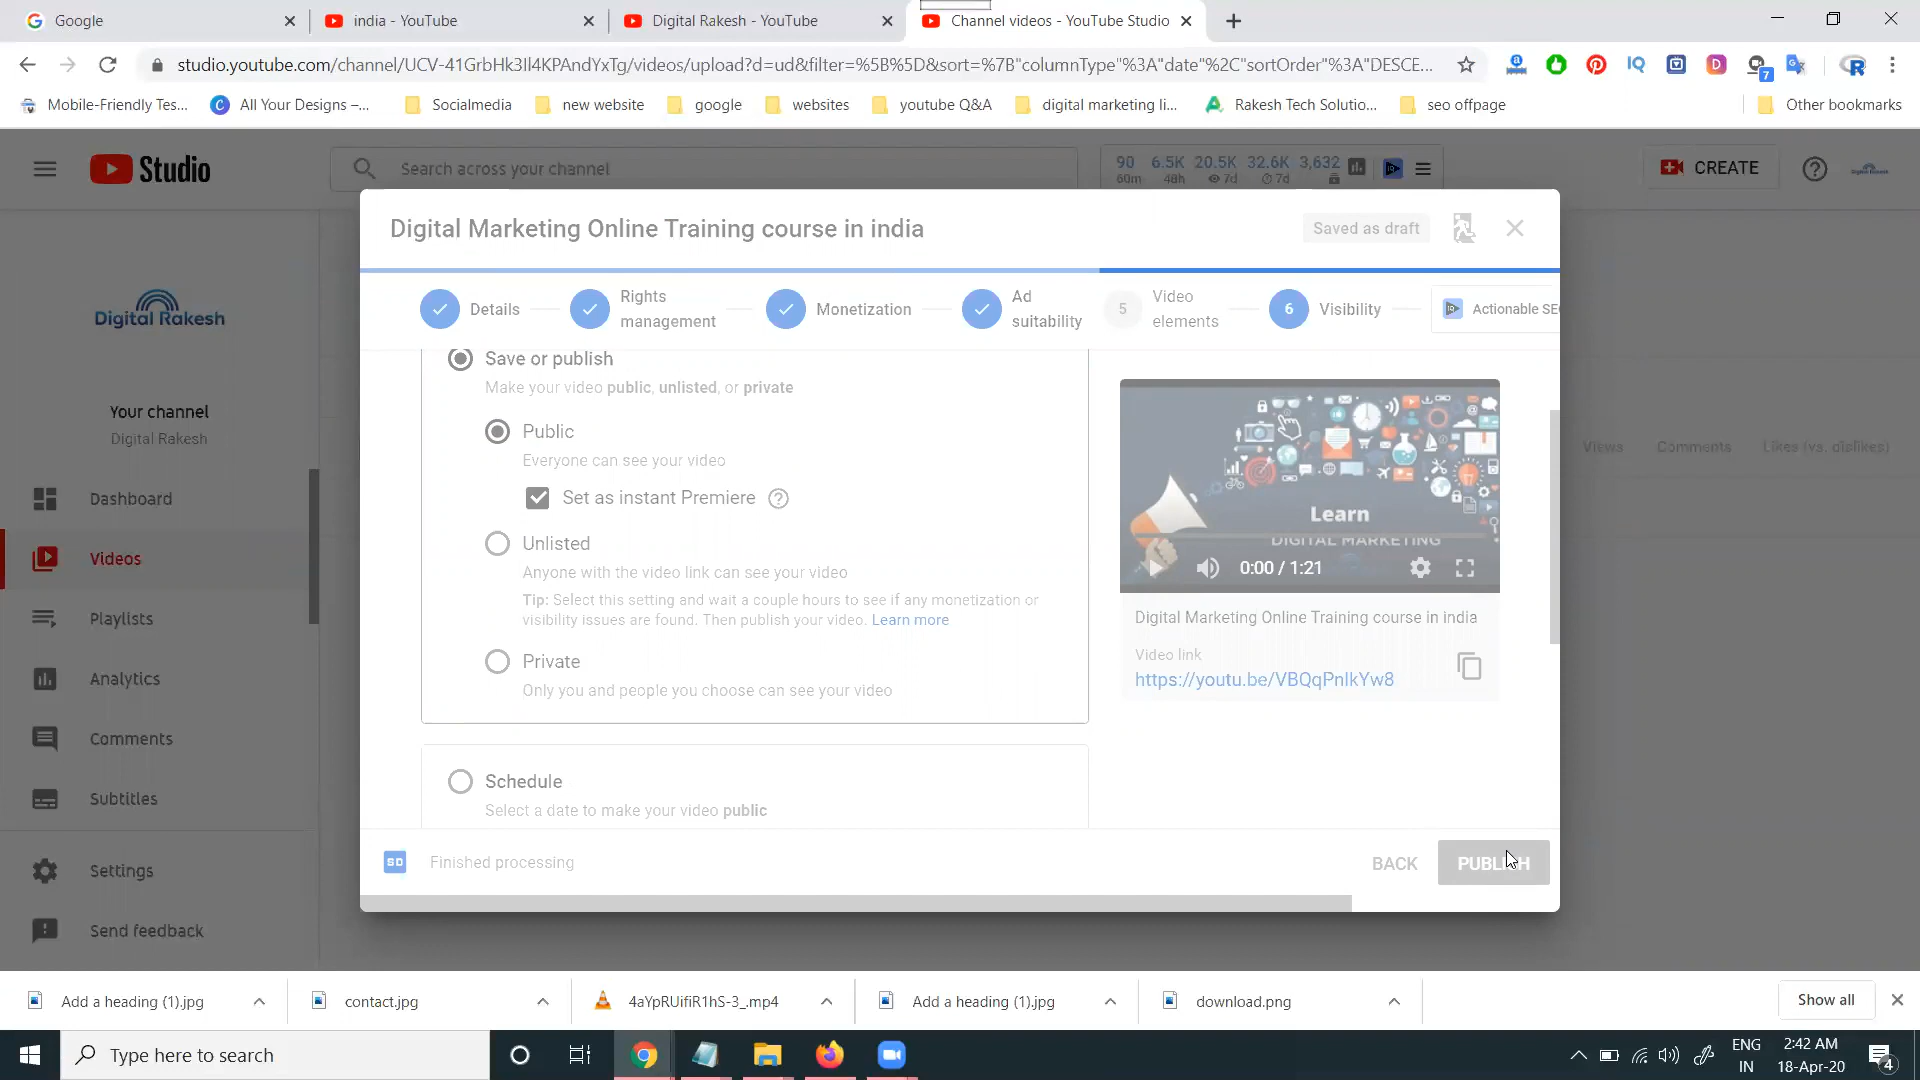 Google
india - YouTube
Digital Rakesh - YouTube
Channel videos - YouTube Studio
studio.youtube.com/channel/UCV-41GrbHk3Il4KPAndYxTg/videos/upload?d=ud&filter=%5B%5D&sort=%7B"columnType"%3A"date"%2C"sortOrder"%3A"DESCE...
7
Mobile-Friendly Tes...
All Your Designs –...
Socialmedia
new website
google
websites
youtube Q&A
digital marketing li...
Rakesh Tech Solutio...
seo offpage
Other bookmarks
Studio
Search across your channel
90 6.5K 20.5K 32.6K 3,632
60m 48h 7d 7d
CREATE
Digital Marketing Online Training course in india
Saved as draft
Details
Rights management
Monetization
Ad suitability
5 Video elements
6 Visibility
Actionable SEO
Digital Rakesh
Your channel
Digital Rakesh
Dashboard
Videos
Playlists
Analytics
Comments
Subtitles
Settings
Send feedback
Save or publish
Make your video public, unlisted, or private
Public
Everyone can see your video
Set as instant Premiere
Unlisted
Anyone with the video link can see your video
Tip: Select this setting and wait a couple hours to see if any monetization or
visibility issues are found. Then publish your video. Learn more
Private
Only you and people you choose can see your video
Schedule
Select a date to make your video public
Learn
DIGITAL MARKETING
0:00 / 1:21
Digital Marketing Online Training course in india
Video link
https://youtu.be/VBQqPnlkYw8
Views
Comments
Likes (vs. dislikes)
SD
Finished processing
BACK
PUBLISH
Add a heading (1).jpg
contact.jpg
4aYpRUifiR1hS-3_.mp4
Add a heading (1).jpg
download.png
Show all
Type here to search
ENG
IN
2:42 AM
18-Apr-20
4